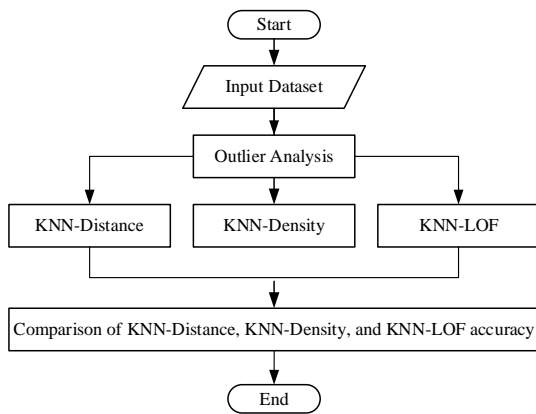 Start
Input Dataset
Outlier Analysis
KNN-Distance
KNN-Density
KNN-LOF
Comparison of KNN-Distance, KNN-Density, and KNN-LOF accuracy
End